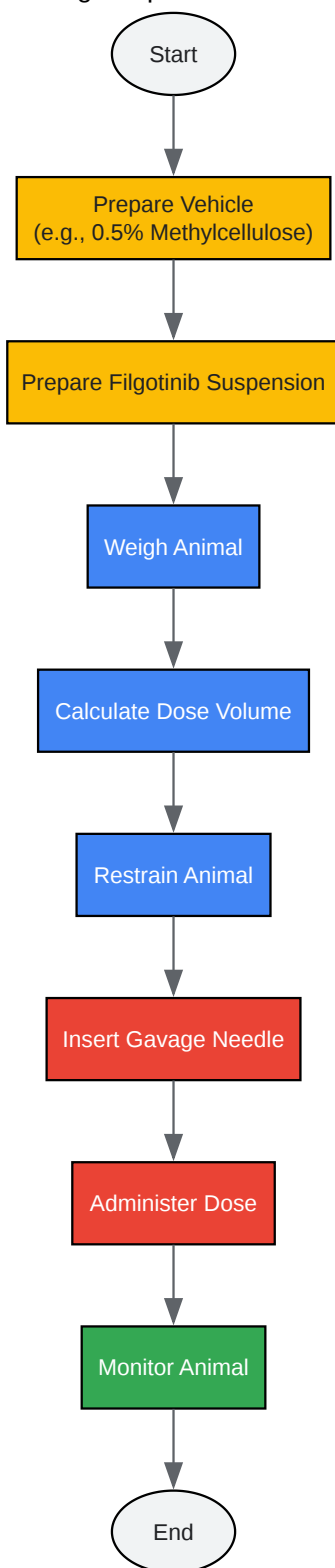 Start
Prepare Vehicle
(e.g., 0.5% Methylcellulose)
Prepare Filgotinib Suspension
Weigh Animal
Calculate Dose Volume
Restrain Animal
Insert Gavage Needle
Administer Dose
Monitor Animal
End